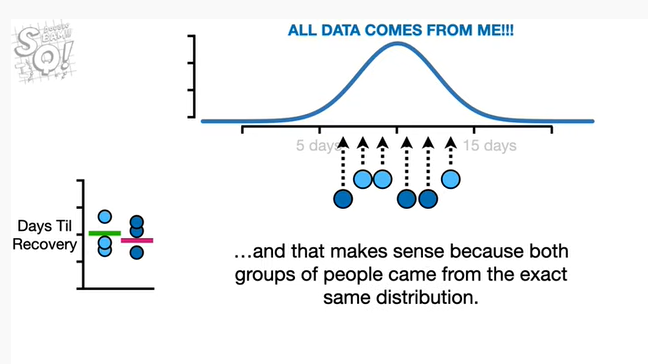 ALL DATA COMES FROM ME!!!
SQ!
5 days
15 days
Days Til
Recovery
…and that makes sense because both
groups of people came from the exact
same distribution.